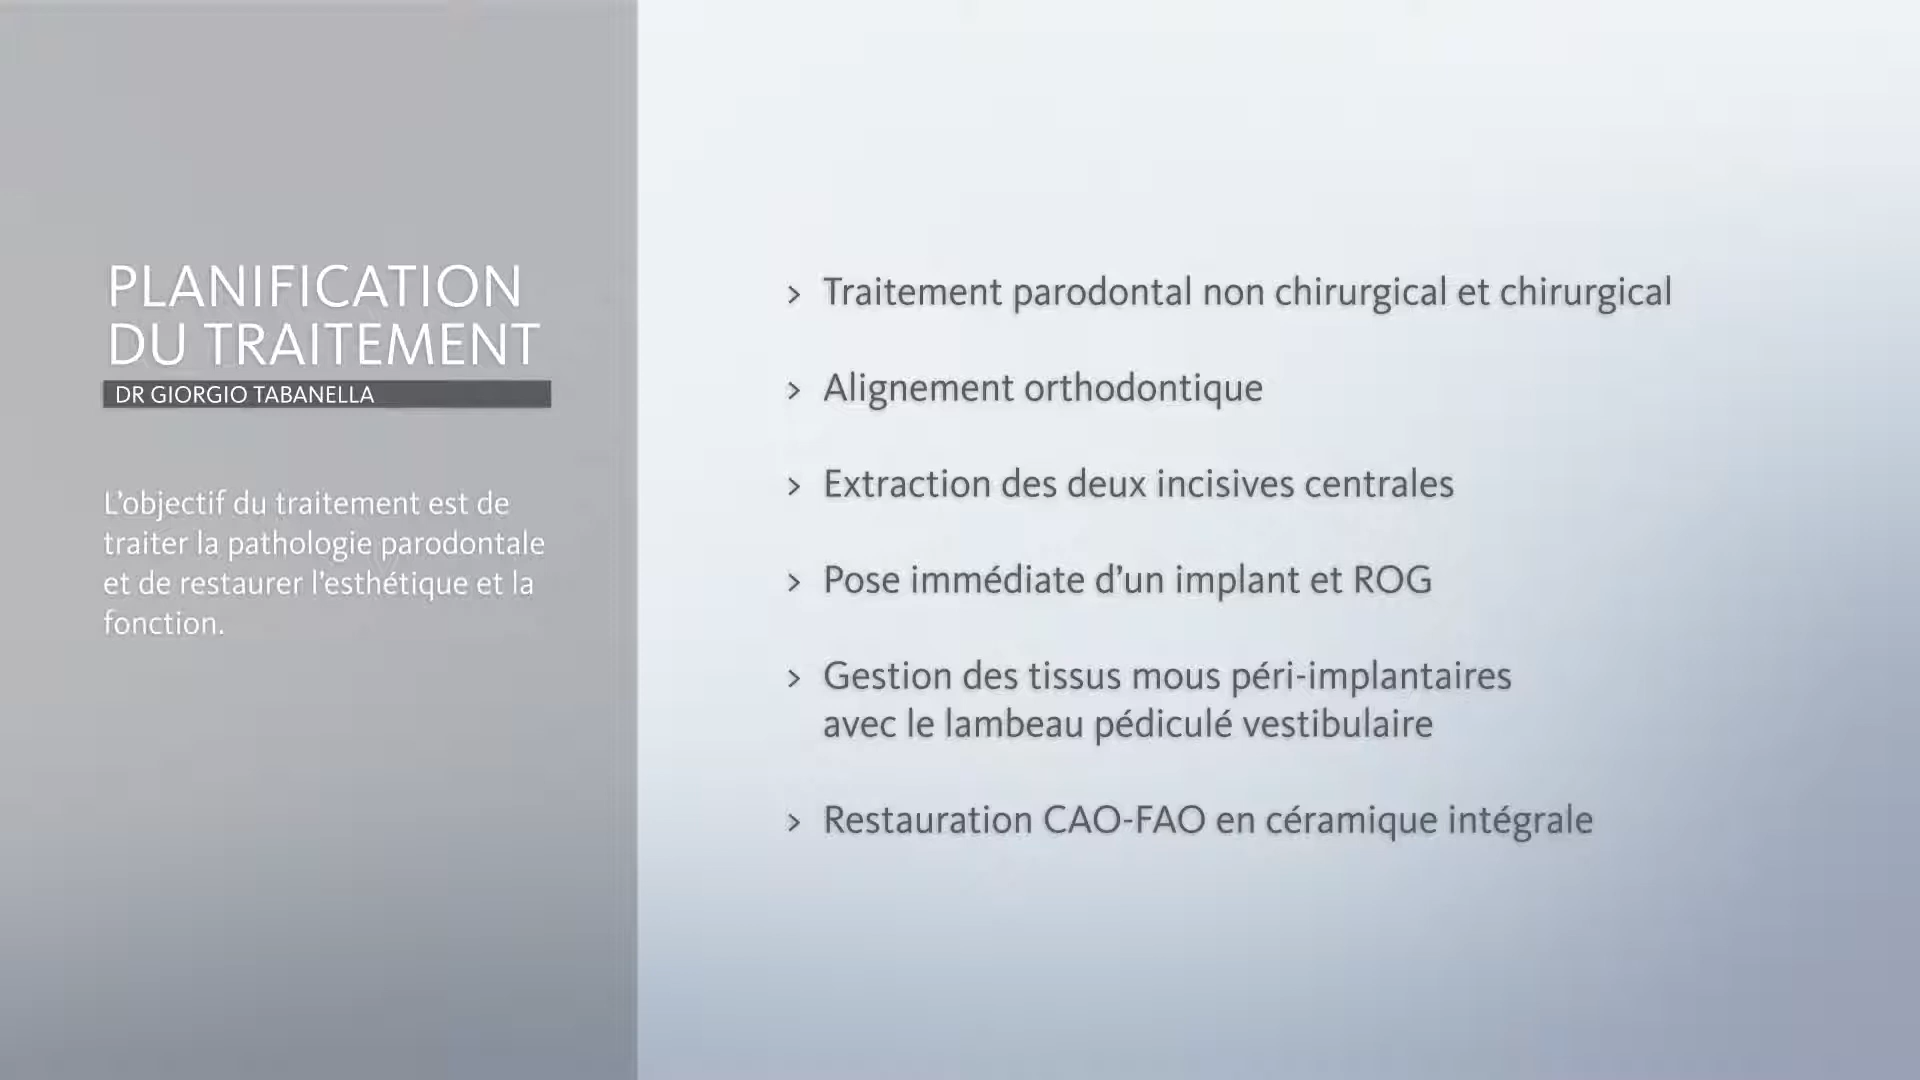 PLANIFICATION
DU TRAITEMENT
DR GIORGIO TABANELLA
L’objectif du traitement est de
traiter la pathologie parodontale
et de restaurer l’esthétique et la
fonction.
> Traitement parodontal non chirurgical et chirurgical
> Alignement orthodontique
> Extraction des deux incisives centrales
> Pose immédiate d’un implant et ROG
> Gestion des tissus mous péri-implantaires
avec le lambeau pédiculé vestibulaire
> Restauration CAO-FAO en céramique intégrale